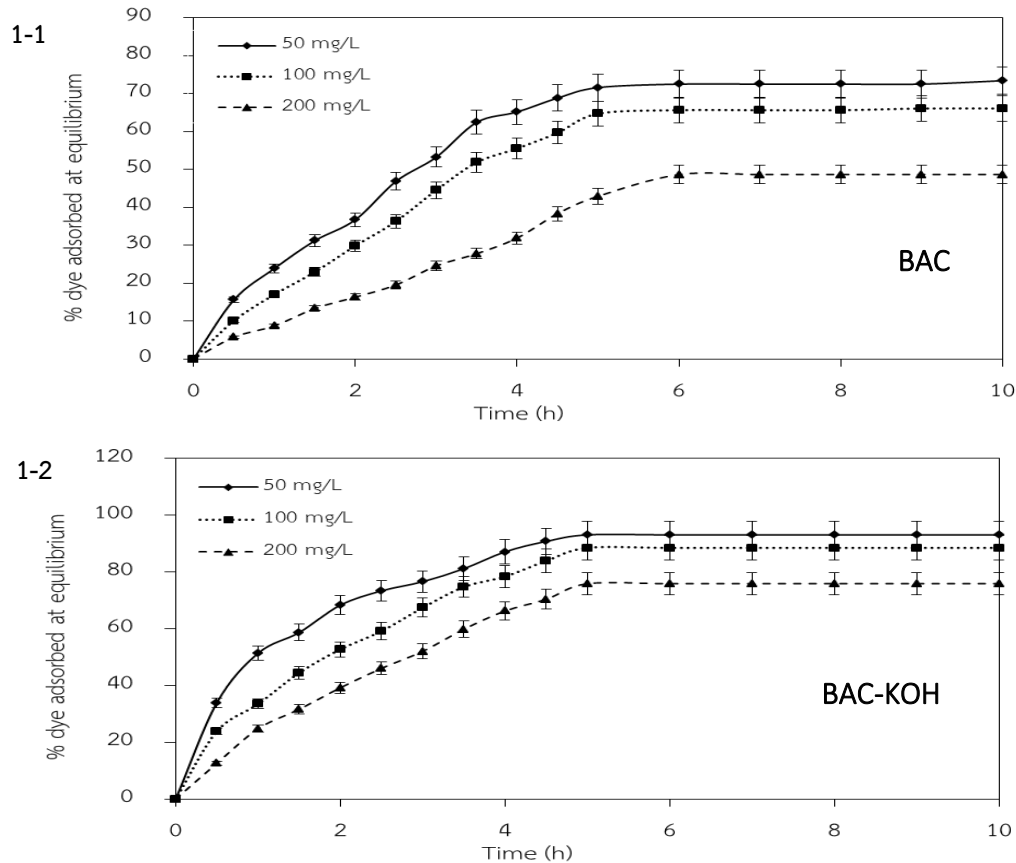 1-1
90
80
70
60
50
40
30
20
10
0
% dye adsorbed at equilibrium
50 mg/L
100 mg/L
200 mg/L
BAC
0 2 4 6 8 10
Time (h)
1-2
120
100
80
60
40
20
0
% dye adsorbed at equilibrium
50 mg/L
100 mg/L
200 mg/L
BAC-KOH
0 2 4 6 8 10
Time (h)